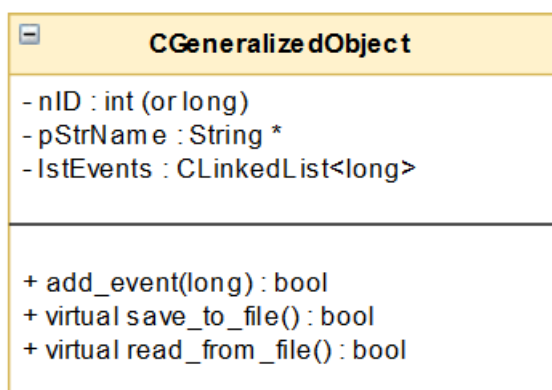 CGeneralizedObject
- nID : int (or long)
- pStrName : String *
- lstEvents : CLinkedList<long>
+ add_event(long) : bool
+ virtual save_to_file() : bool
+ virtual read_from_file() : bool